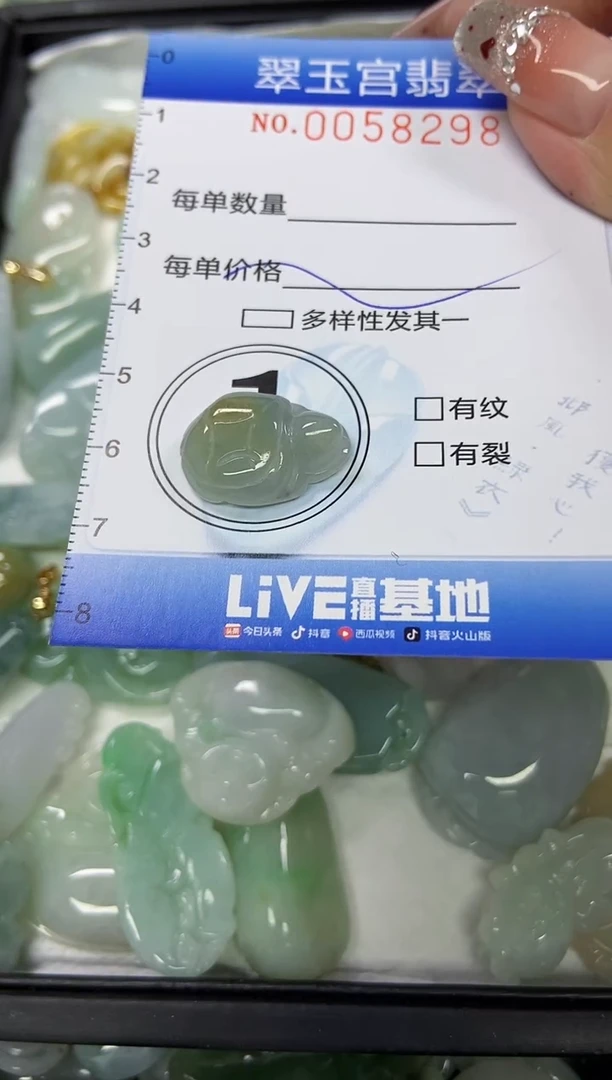 0
翠玉宫翡翠
1
NO.0058298
2
每单数量
3
每单价格
4
多样性发其一
5
1
有纹
6
有裂
7
LiVE直播基地
8
头条 今日头条 抖音 西瓜视频 抖音火山版